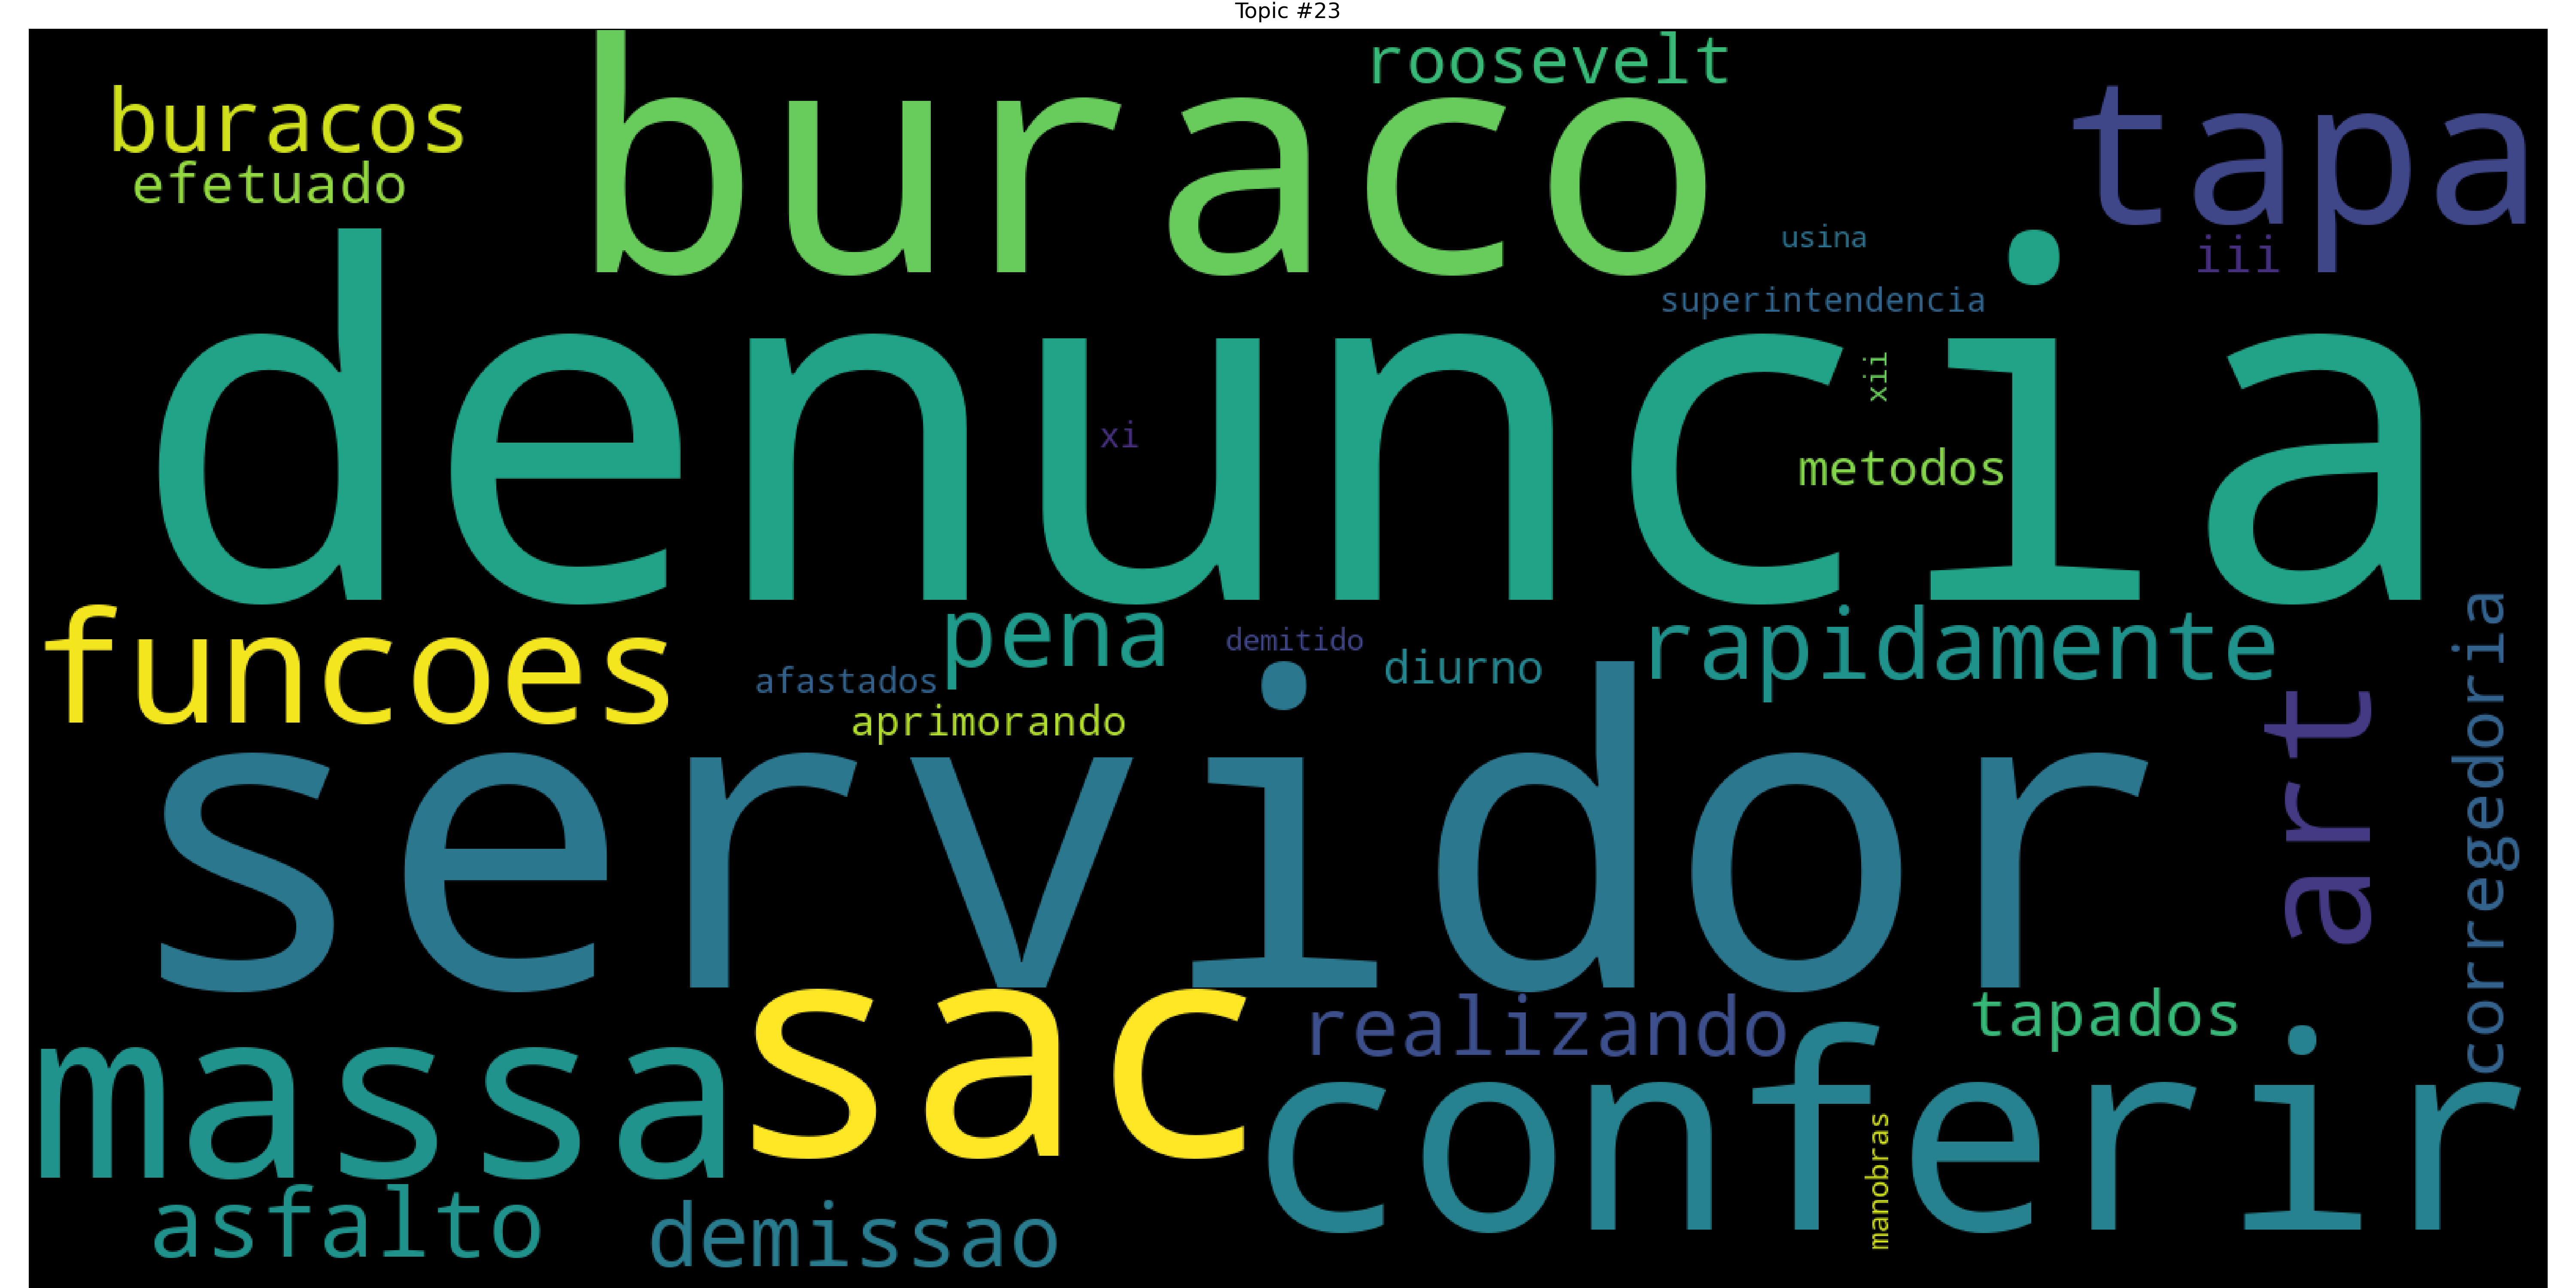 Topic #23
roosevelt
buracos
buraco
tapa
efetuado
usina
iii
superintendencia
denuncia
xii
xi
metodos
funcoes
pena
demitido
rapidamente
afastados
diurno
aprimorando
corregedoria
art
servidor
sac
realizando
tapados
massa
conferir
manobras
asfalto
demissao